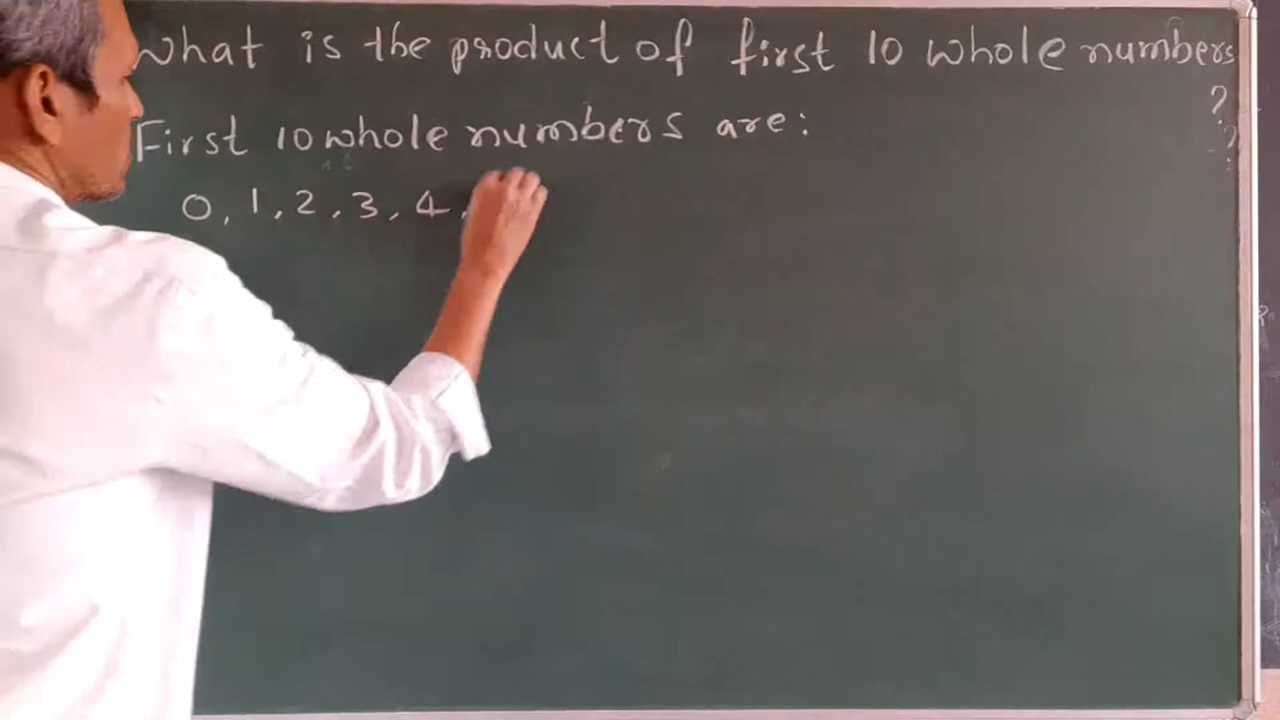 What is the product of first 10 whole numbers
?
First 10 whole numbers are:
0, 1, 2, 3, 4,